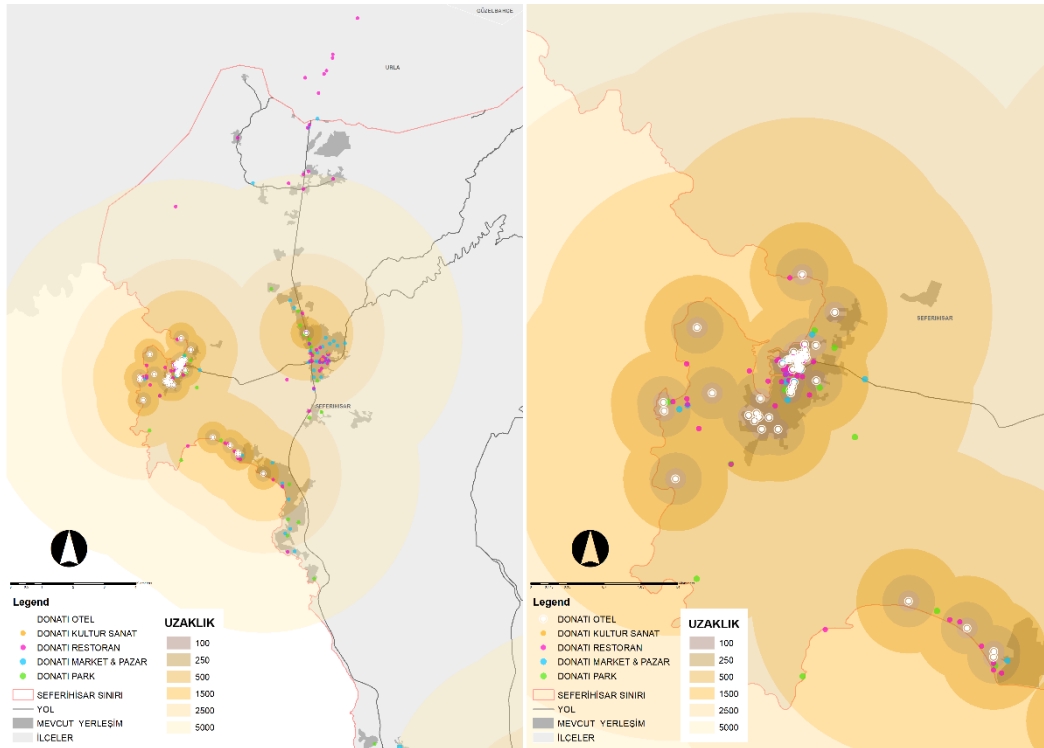 GÜZELBAHÇE
URLA
SEFERİHİSAR
Legend
DONATI OTEL
DONATI KULTUR SANAT
DONATI RESTORAN
DONATI MARKET & PAZAR
DONATI PARK
SEFERİHİSAR SINIRI
YOL
MEVCUT YERLEŞİM
İLCELER
UZAKLIK
100
250
500
1500
2500
5000
SEFERİHİSAR
Legend
DONATI OTEL
DONATI KULTUR SANAT
DONATI RESTORAN
DONATI MARKET & PAZAR
DONATI PARK
SEFERİHİSAR SINIRI
YOL
MEVCUT YERLEŞİM
İLCELER
UZAKLIK
100
250
500
1500
2500
5000